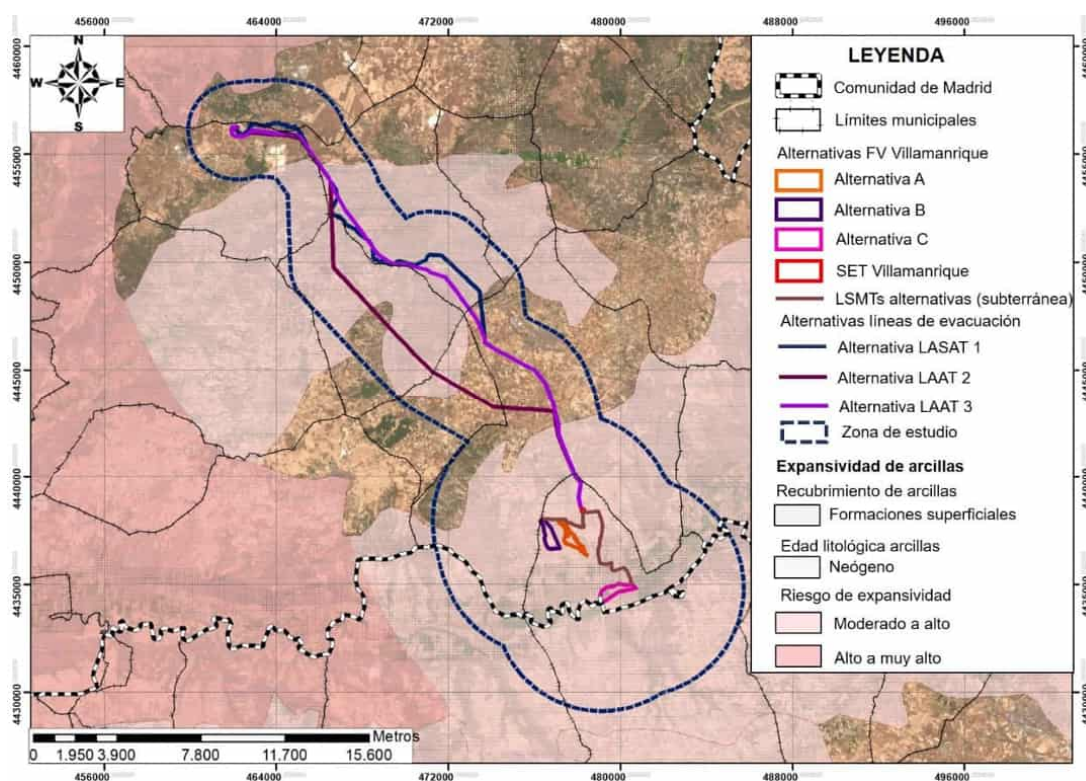 456000 464000 472000 480000 488000 496000
N
W E
S
4460000
4455000
4450000
4445000
4440000
4435000
4430000
LEYENDA
Comunidad de Madrid
Límites municipales
Alternativas FV Villamanrique
Alternativa A
Alternativa B
Alternativa C
SET Villamanrique
LSMTs alternativas (subterránea)
Alternativas líneas de evacuación
Alternativa LASAT 1
Alternativa LAAT 2
Alternativa LAAT 3
Zona de estudio
Expansividad de arcillas
Recubrimiento de arcillas
Formaciones superficiales
Edad litológica arcillas
Neógeno
Riesgo de expansividad
Moderado a alto
Alto a muy alto
Metros
0 1.950 3.900 7.800 11.700 15.600
456000 464000 472000 480000 488000 496000